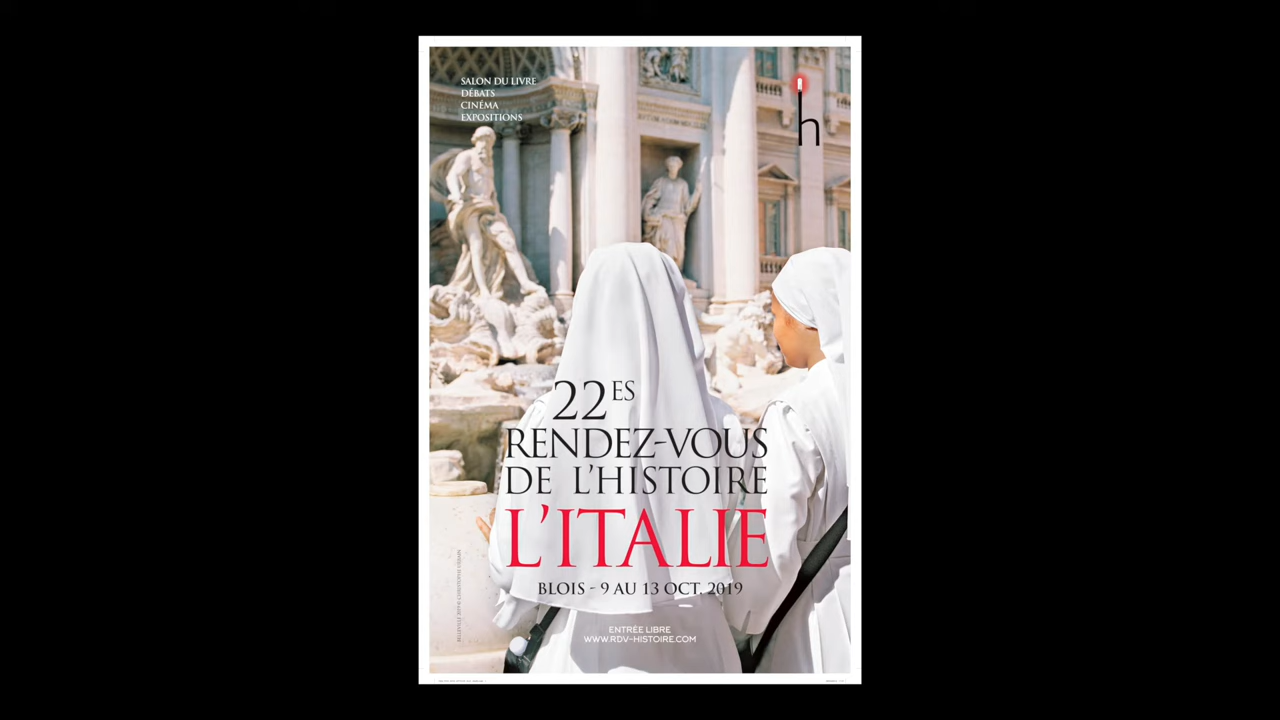 SALON DU LIVRE
DÉBATS
CINÉMA
EXPOSITIONS
h
22ES
RENDEZ-VOUS
DE L'HISTOIRE
L'ITALIE
BLOIS - 9 AU 13 OCT. 2019
ENTRÉE LIBRE
WWW.RDV-HISTOIRE.COM